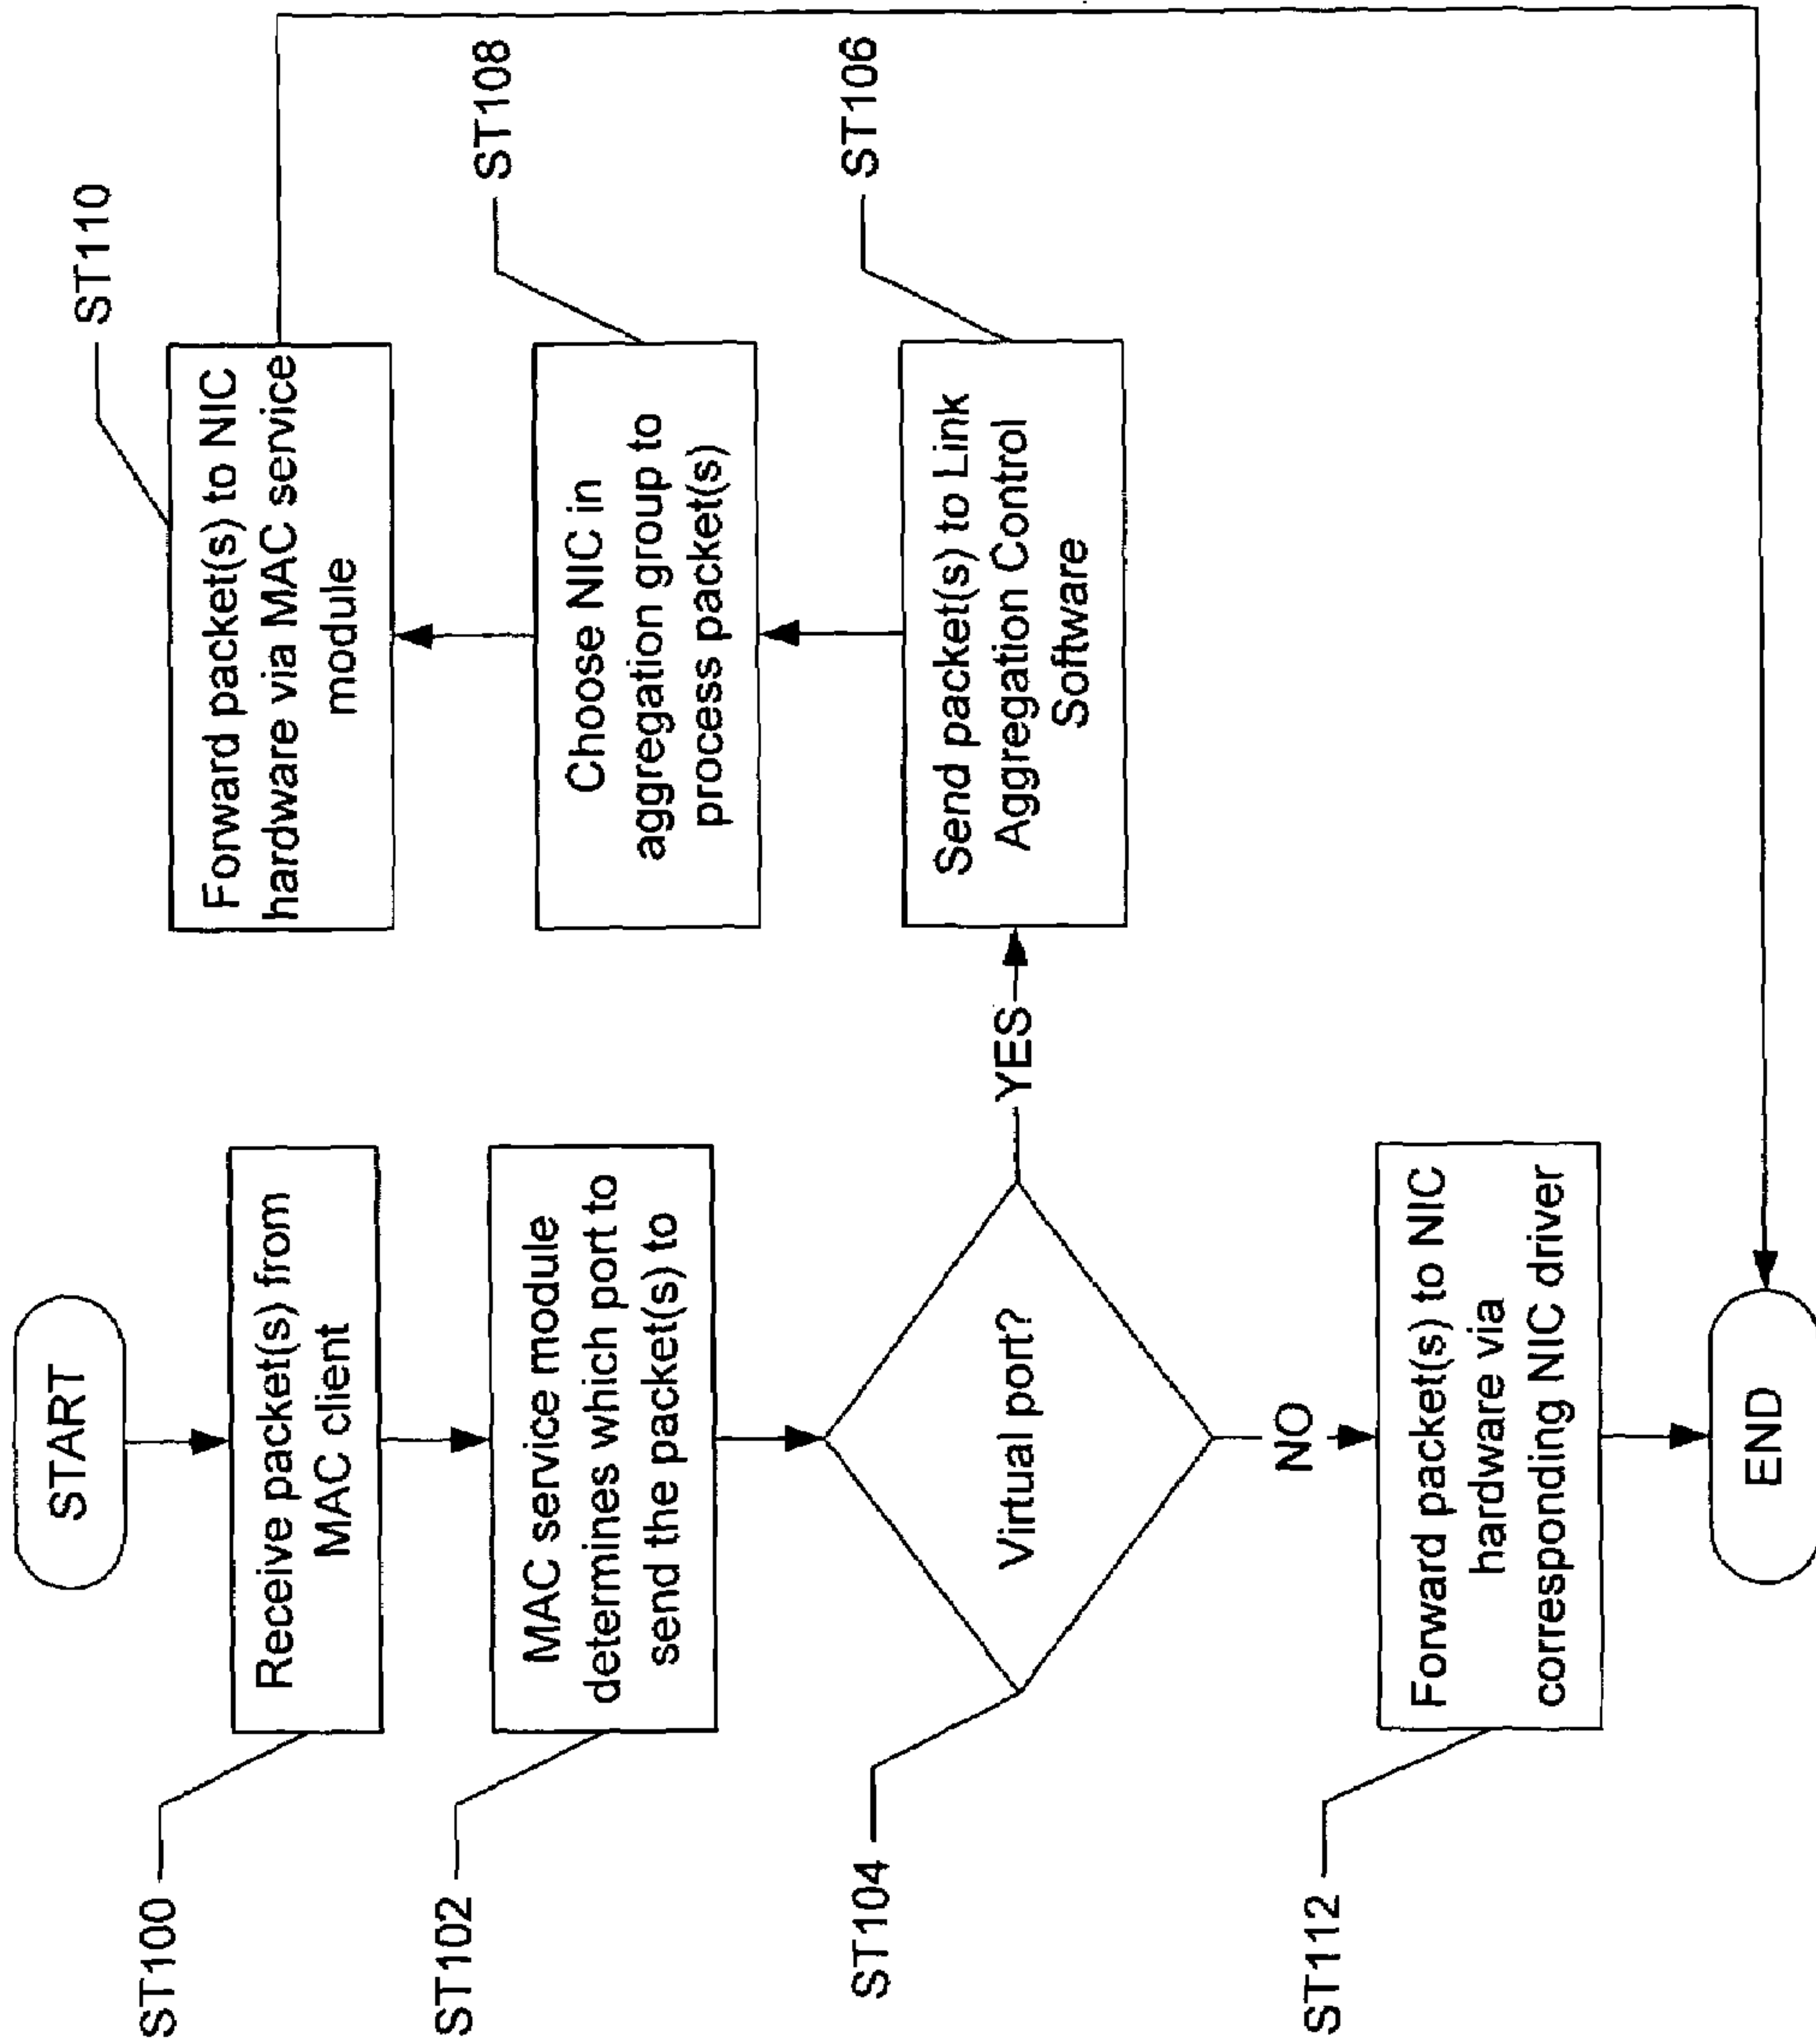 START
ST100
Receive packet(s) from
MAC client
ST102
MAC service module
determines which port to
send the packet(s) to
ST104
Virtual port?
YES
NO
ST112
Forward packet(s) to NIC
hardware via
corresponding NIC driver
END
ST110
Forward packet(s) to NIC
hardware via MAC service
module
ST108
Choose NIC in
aggregation group to
process packet(s)
ST106
Send packet(s) to Link
Aggregation Control
Software